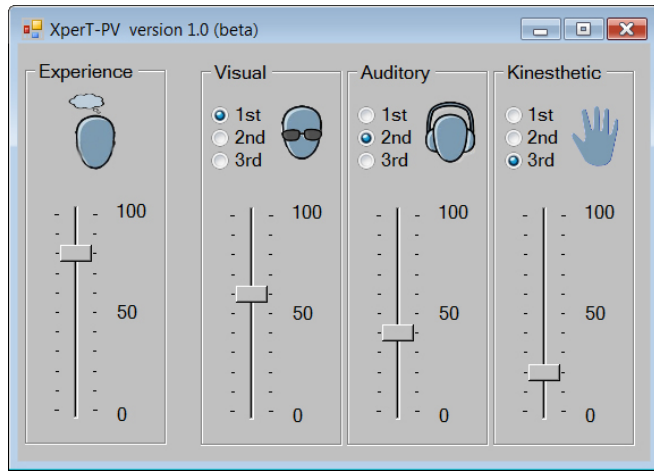 XperT-PV version 1.0 (beta)
Experience
100
50
0
Visual
1st
2nd
3rd
100
50
0
Auditory
1st
2nd
3rd
100
50
0
Kinesthetic
1st
2nd
3rd
100
50
0